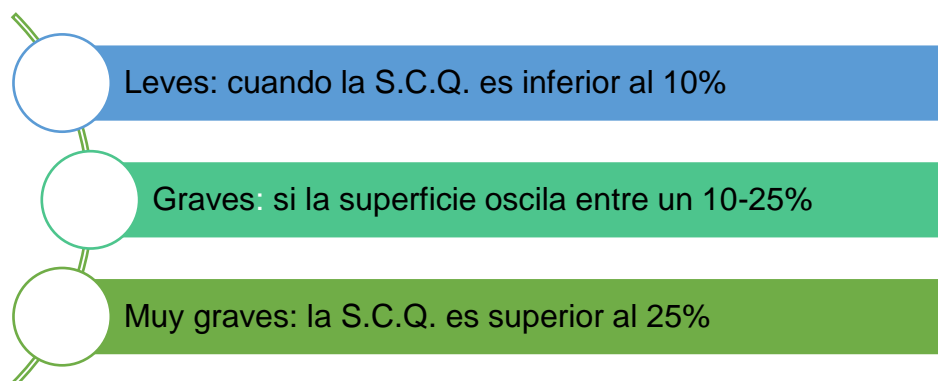 Leves: cuando la S.C.Q. es inferior al 10%
Graves: si la superficie oscila entre un 10-25%
Muy graves: la S.C.Q. es superior al 25%